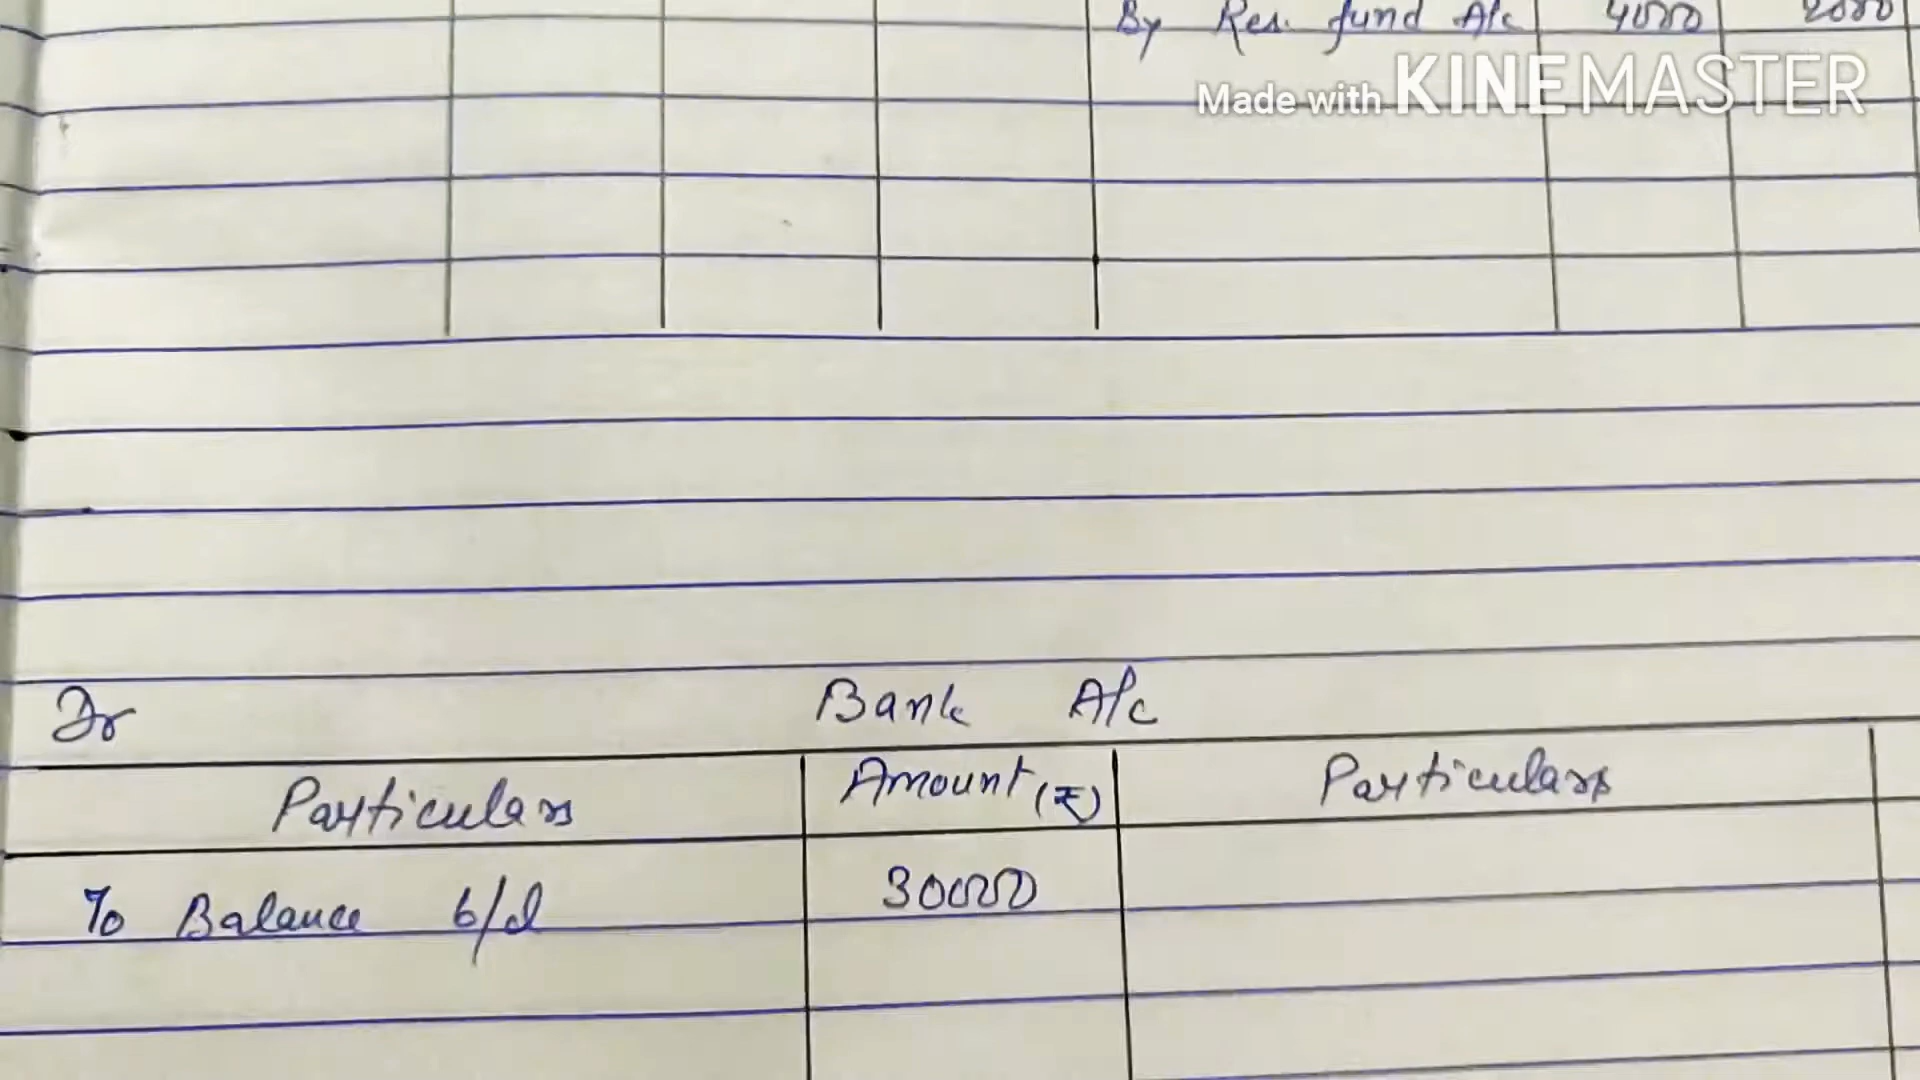 By Res. fund A/c 4000 2000
Made with KINEMASTER
Dr Bank A/c
Particulars Amount (₹) Particulars
To Balance b/d 30000